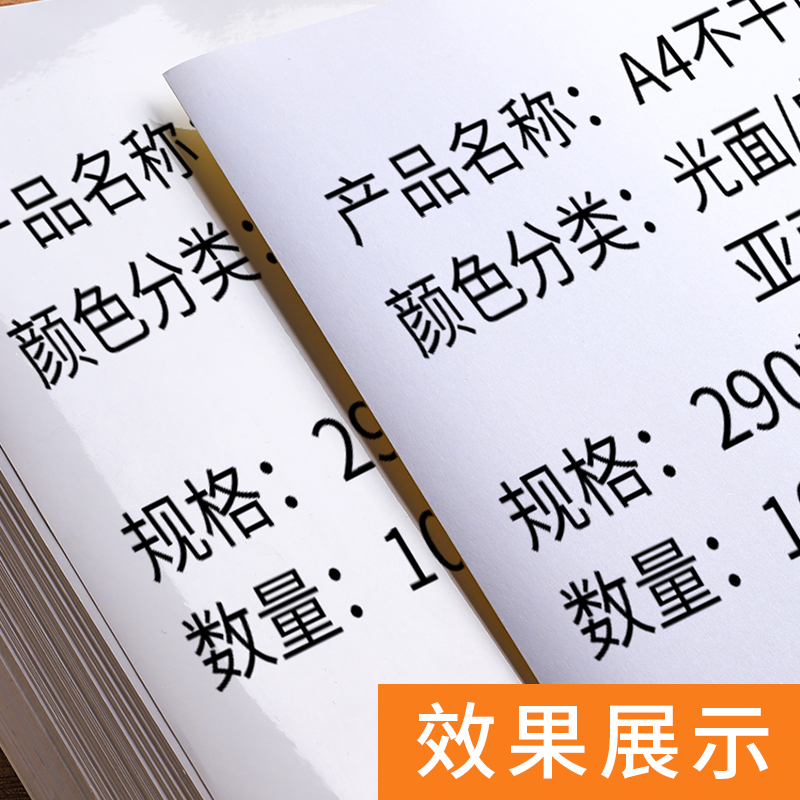 品名称:
颜色分类:
规格: 29
数量: 10
产品名称: A4不干
颜色分类: 光面/
亚
规格: 290
数量: 1
效果展示